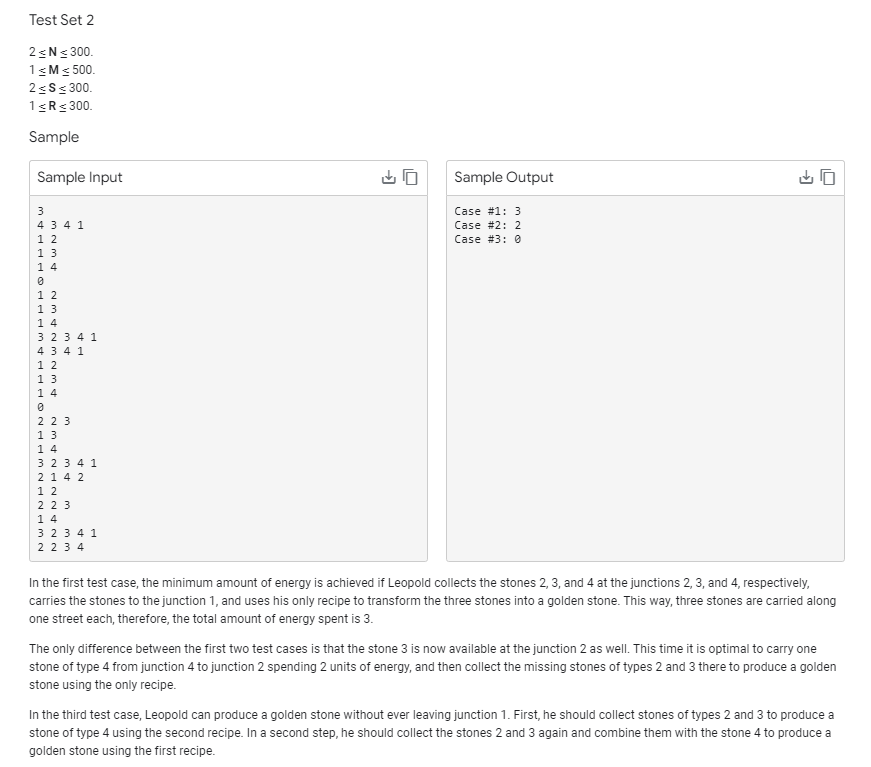 Test Set 2
2 ≤ N ≤ 300.
1 ≤ M ≤ 500.
2 ≤ S ≤ 300.
1 ≤ R ≤ 300.
Sample
Sample Input
3
4 3 4 1
1 2
1 3
1 4
0
1 2
1 3
1 4
3 2 3 4 1
4 3 4 1
1 2
1 3
1 4
0
2 2 3
1 3
1 4
3 2 3 4 1
2 1 4 2
1 2
2 2 3
1 4
3 2 3 4 1
2 2 3 4
Sample Output
Case #1: 3
Case #2: 2
Case #3: 0
In the first test case, the minimum amount of energy is achieved if Leopold collects the stones 2, 3, and 4 at the junctions 2, 3, and 4, respectively,
carries the stones to the junction 1, and uses his only recipe to transform the three stones into a golden stone. This way, three stones are carried along
one street each, therefore, the total amount of energy spent is 3.
The only difference between the first two test cases is that the stone 3 is now available at the junction 2 as well. This time it is optimal to carry one
stone of type 4 from junction 4 to junction 2 spending 2 units of energy, and then collect the missing stones of types 2 and 3 there to produce a golden
stone using the only recipe.
In the third test case, Leopold can produce a golden stone without ever leaving junction 1. First, he should collect stones of types 2 and 3 to produce a
stone of type 4 using the second recipe. In a second step, he should collect the stones 2 and 3 again and combine them with the stone 4 to produce a
golden stone using the first recipe.